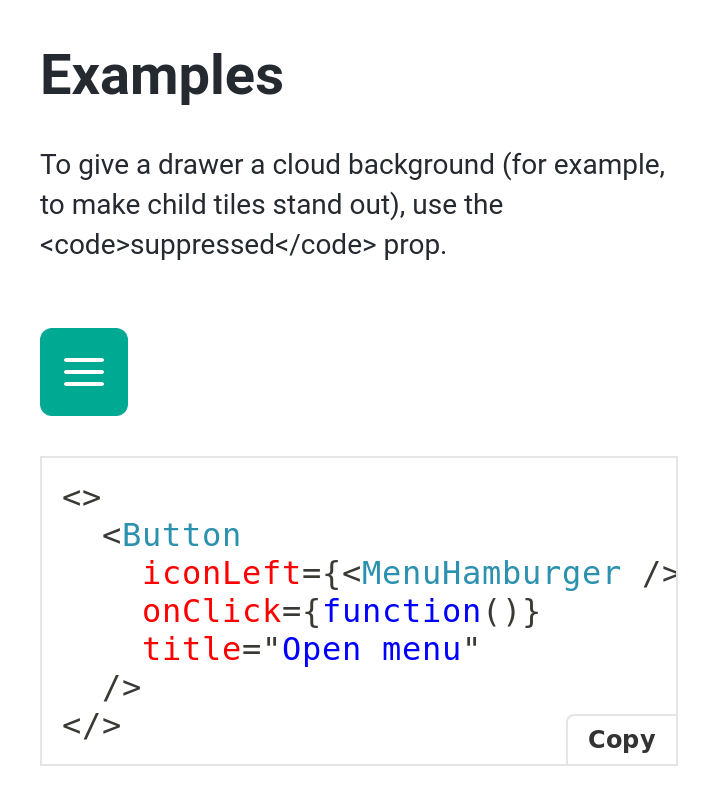 Examples
To give a drawer a cloud background (for example,
to make child tiles stand out), use the
<code>suppressed</code> prop.
<>
  <Button
    iconLeft={<MenuHamburger />
    onClick={function()}
    title="Open menu"
  />
</>
Copy